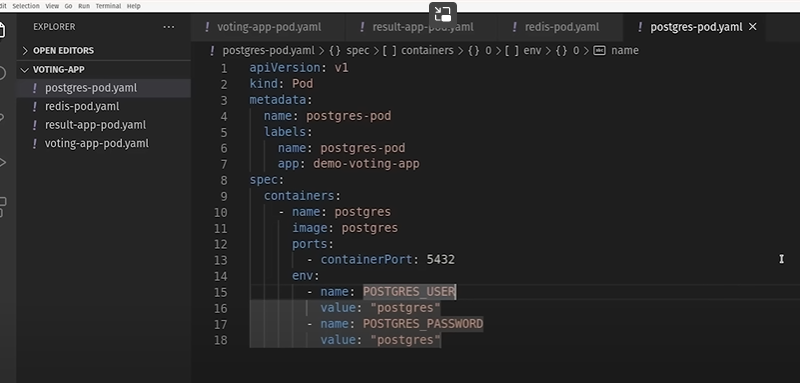 Selection View Go Run Terminal Help
EXPLORER
OPEN EDITORS
VOTING-APP
! postgres-pod.yaml
! redis-pod.yaml
! result-app-pod.yaml
! voting-app-pod.yaml
! voting-app-pod.yaml ! result-app-pod.yaml ! redis-pod.yaml ! postgres-pod.yaml ×
! postgres-pod.yaml > {} spec > [ ] containers > {} 0 > [ ] env > {} 0 > abc name
1 apiVersion: v1
2 kind: Pod
3 metadata:
4 name: postgres-pod
5 labels:
6 name: postgres-pod
7 app: demo-voting-app
8 spec:
9 containers:
10 - name: postgres
11 image: postgres
12 ports:
13 - containerPort: 5432
14 env:
15 - name: POSTGRES_USER
16 value: "postgres"
17 - name: POSTGRES_PASSWORD
18 value: "postgres"